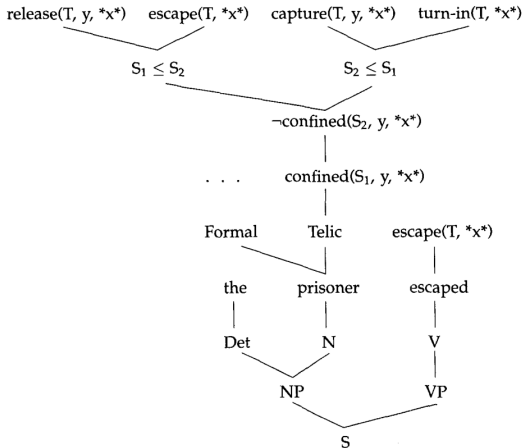 release(T, y, *x*) escape(T, *x*) capture(T, y, *x*) turn-in(T, *x*)
S₁ ≤ S₂ S₂ ≤ S₁
¬confined(S₂, y, *x*)
. . . confined(S₁, y, *x*)
Formal Telic escape(T, *x*)
the prisoner escaped
Det N V
NP VP
S